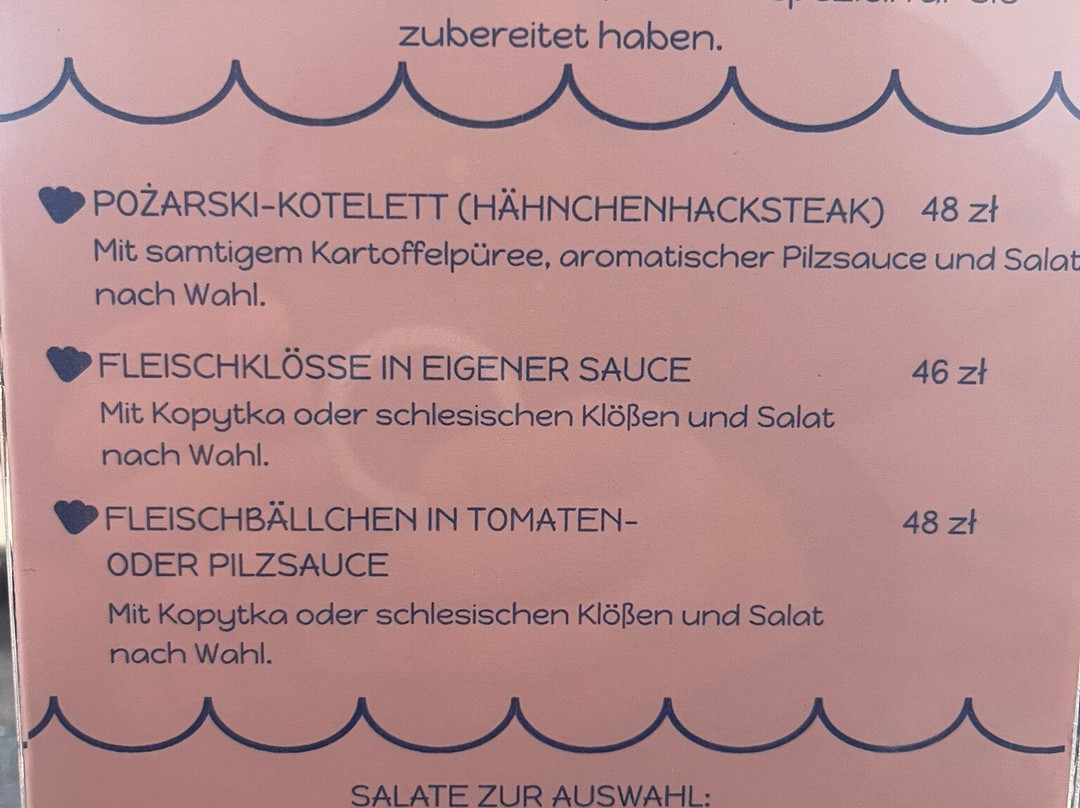 zubereitet haben.
POŻARSKI-KOTELETT (HÄHNCHENHACKSTEAK) 48 zł
Mit samtigem Kartoffelpüree, aromatischer Pilzsauce und Salat
nach Wahl.
FLEISCHKLÖSSE IN EIGENER SAUCE 46 zł
Mit Kopytka oder schlesischen Klößen und Salat
nach Wahl.
FLEISCHBÄLLCHEN IN TOMATEN- 48 zł
ODER PILZSAUCE
Mit Kopytka oder schlesischen Klößen und Salat
nach Wahl.
SALATE ZUR AUSWAHL: